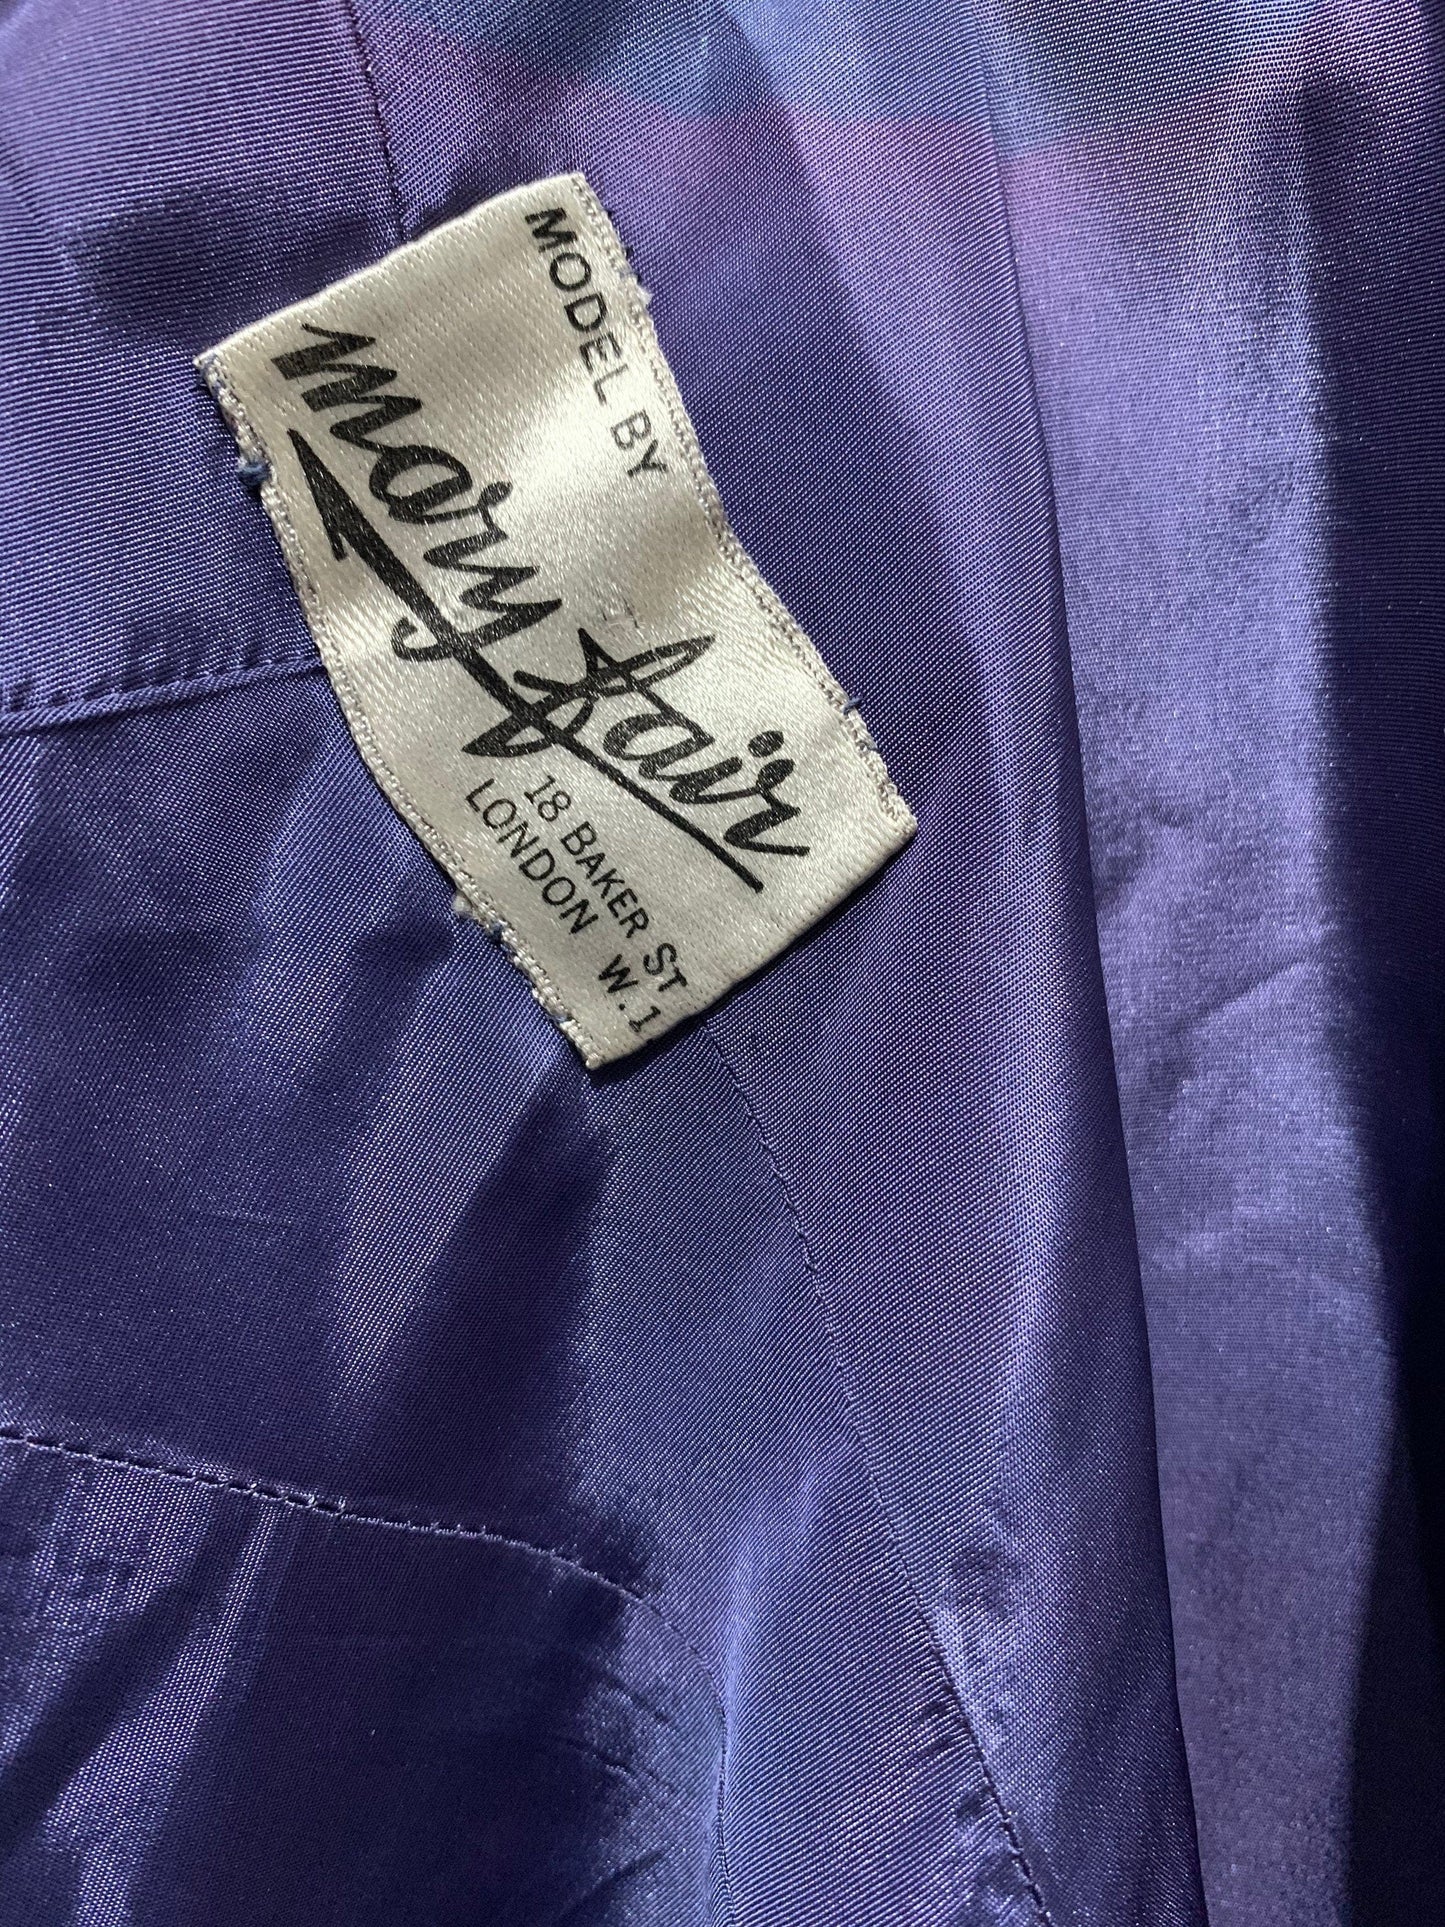 MODEL BY
Mary Fair
18 BAKER ST
LONDON W.1